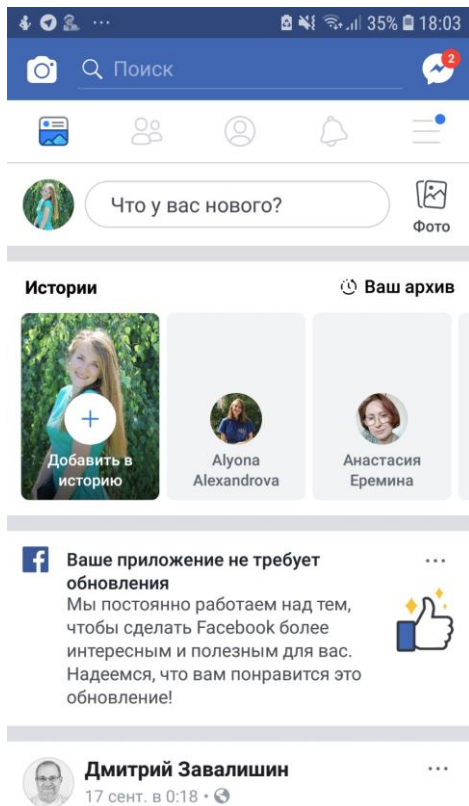 35% 18:03
Поиск
2
Что у вас нового?
Фото
Истории
Ваш архив
Добавить в
историю
Alyona
Alexandrova
Анастасия
Еремина
Ваше приложение не требует
обновления
Мы постоянно работаем над тем,
чтобы сделать Facebook более
интересным и полезным для вас.
Надеемся, что вам понравится это
обновление!
Дмитрий Завалишин
17 сент. в 0:18 •